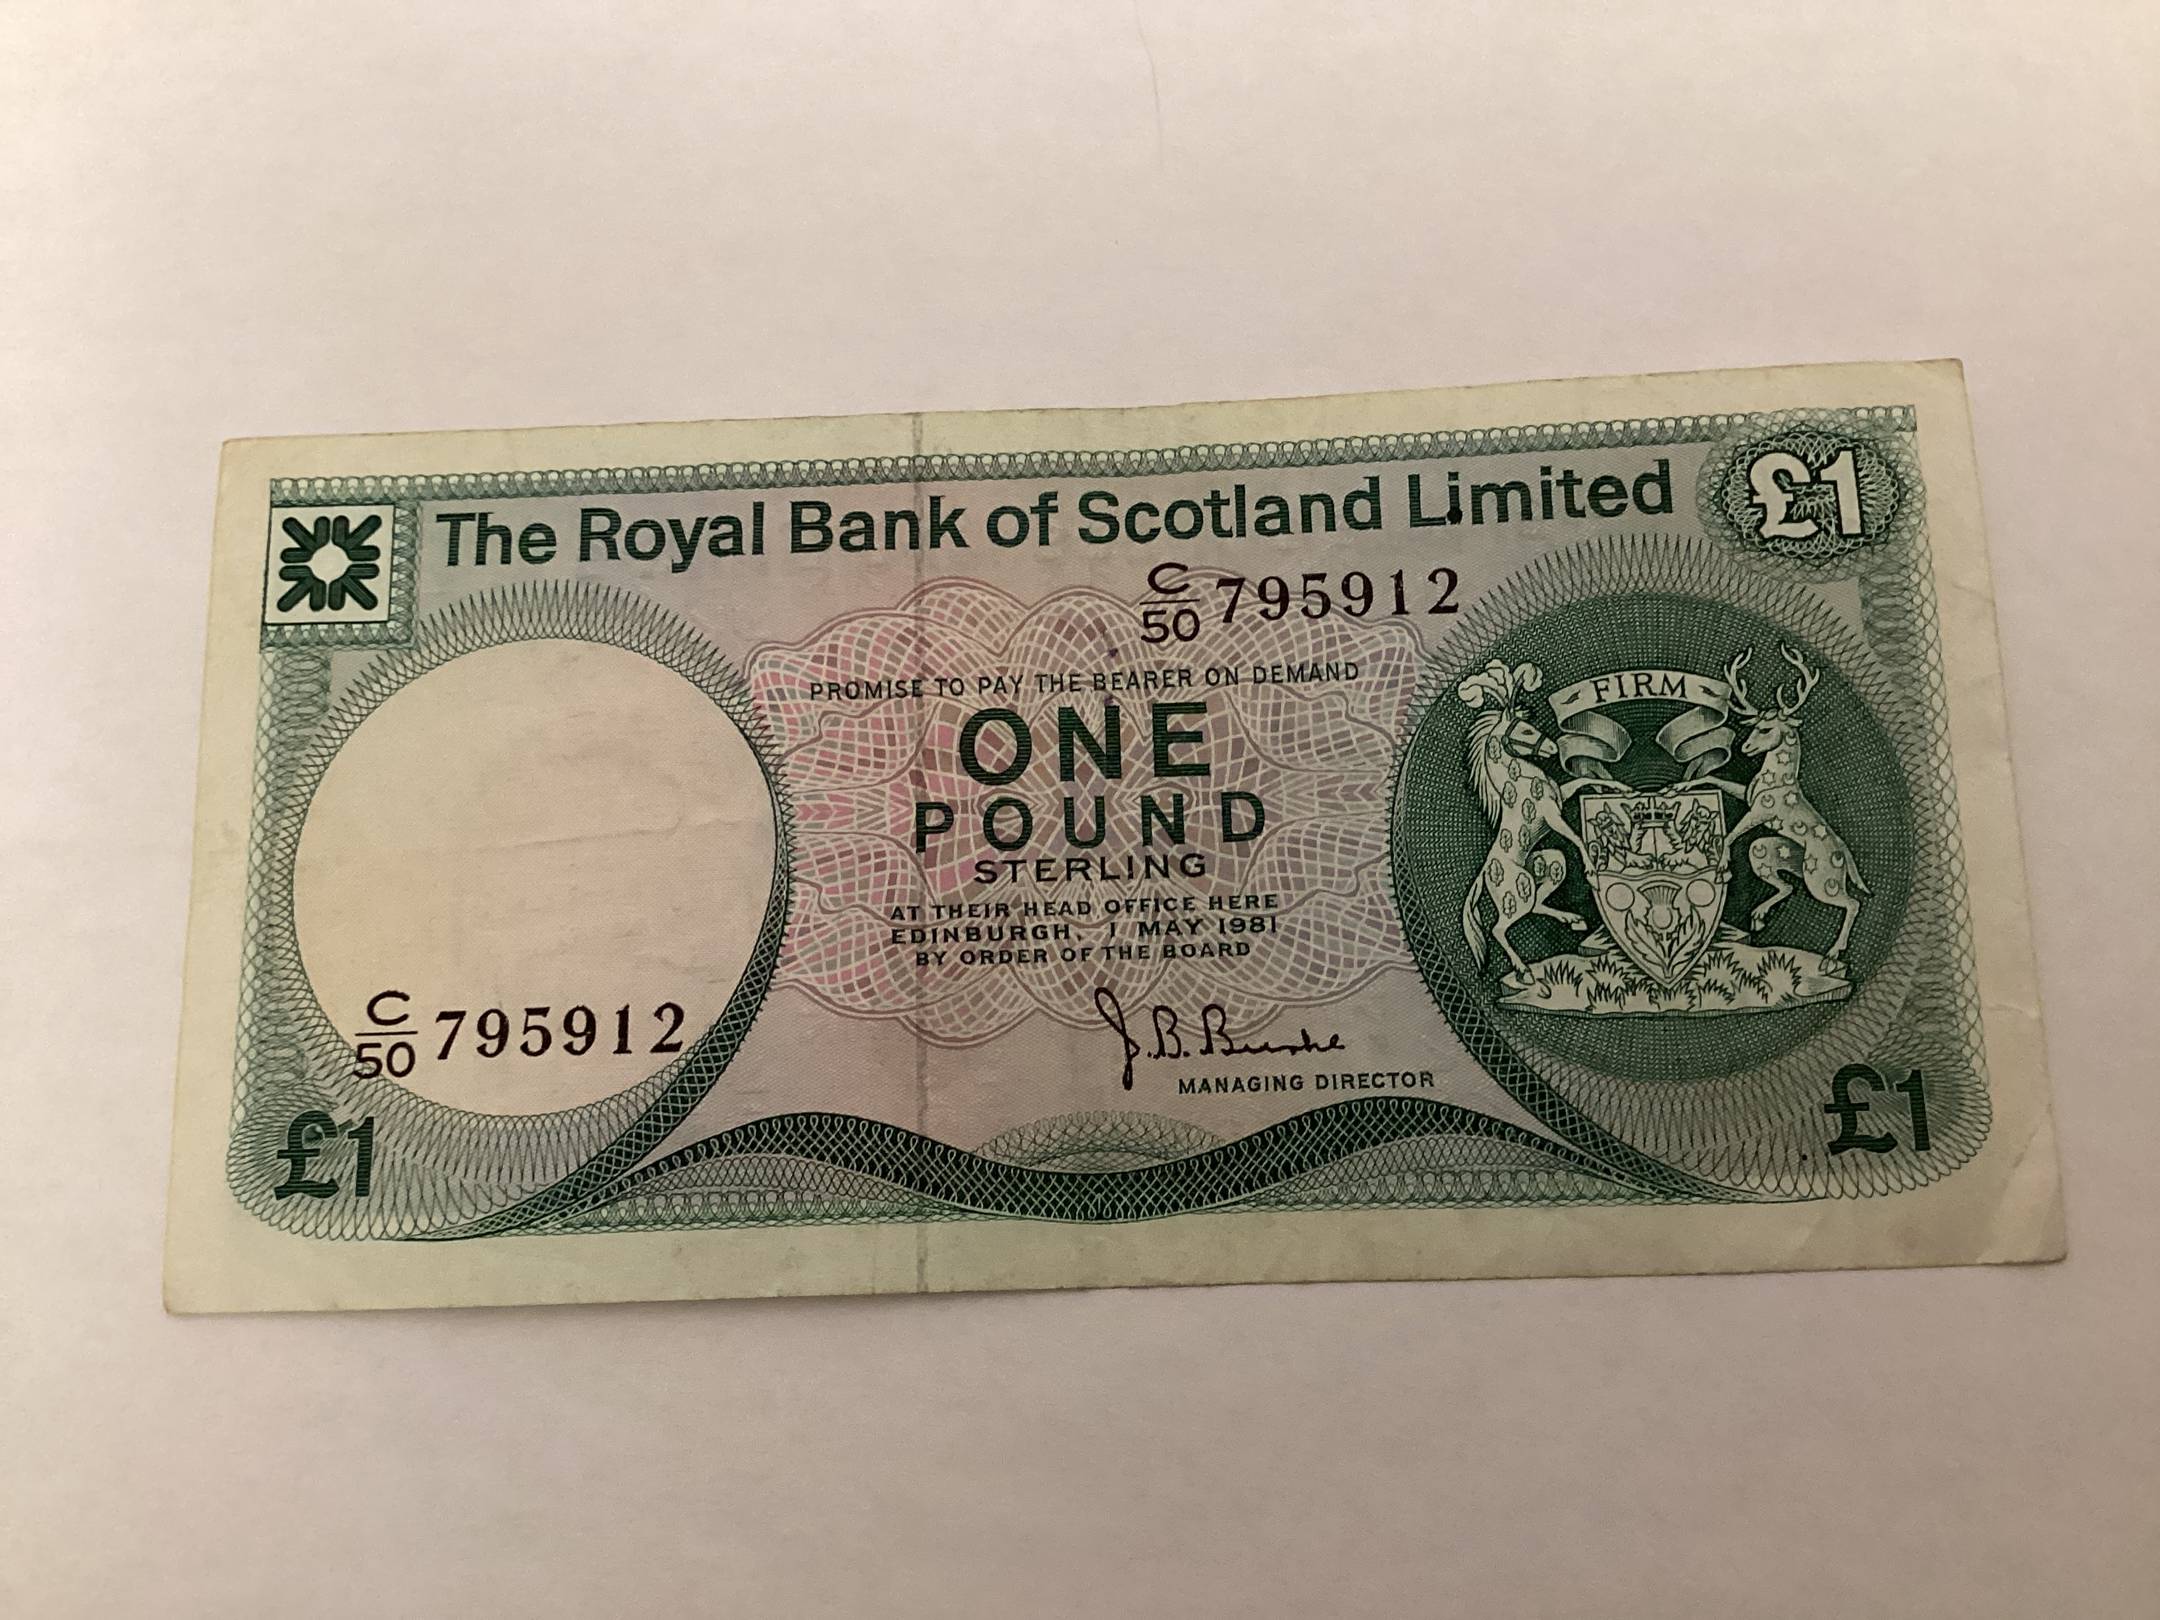 The Royal Bank of Scotland Limited
£1
C/50 795912
PROMISE TO PAY THE BEARER ON DEMAND
ONE
POUND
STERLING
AT THEIR HEAD OFFICE HERE
EDINBURGH, 1 MAY 1981
BY ORDER OF THE BOARD
FIRM
C/50 795912
J.B. Burke
MANAGING DIRECTOR
£1
£1